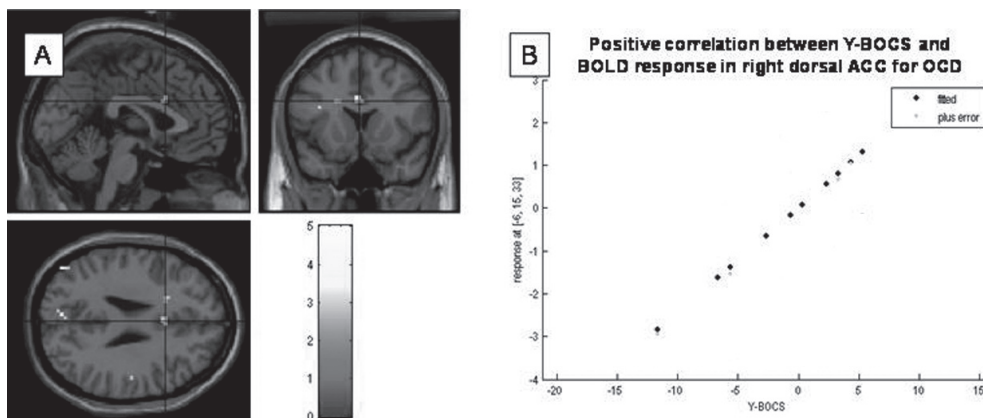 A
5
4
3
2
1
0
B
Positive correlation between Y-BOCS and
BOLD response in right dorsal ACC for OCD
fitted
plus error
3
2
1
0
-1
-2
-3
-4
response at [-6, 15, 33]
-20
-15
-10
-5
0
5
10
15
Y-BOCS